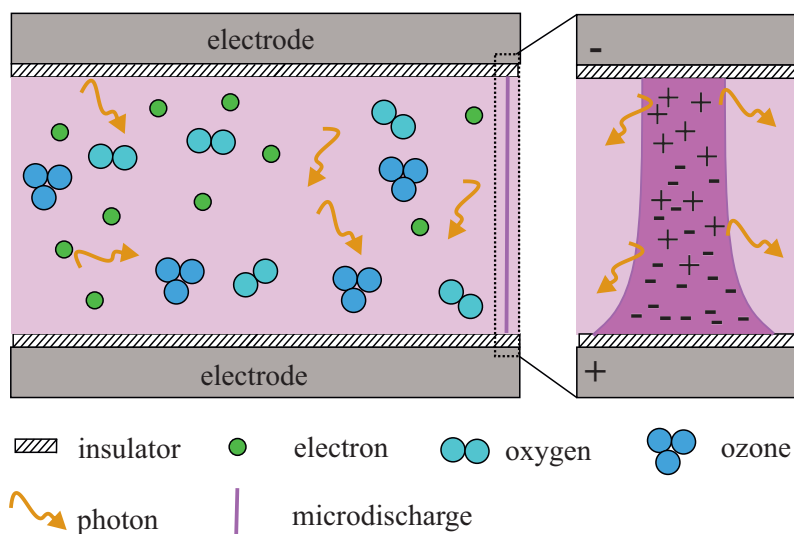 electrode
-
electrode
+
insulator electron oxygen ozone
photon microdischarge